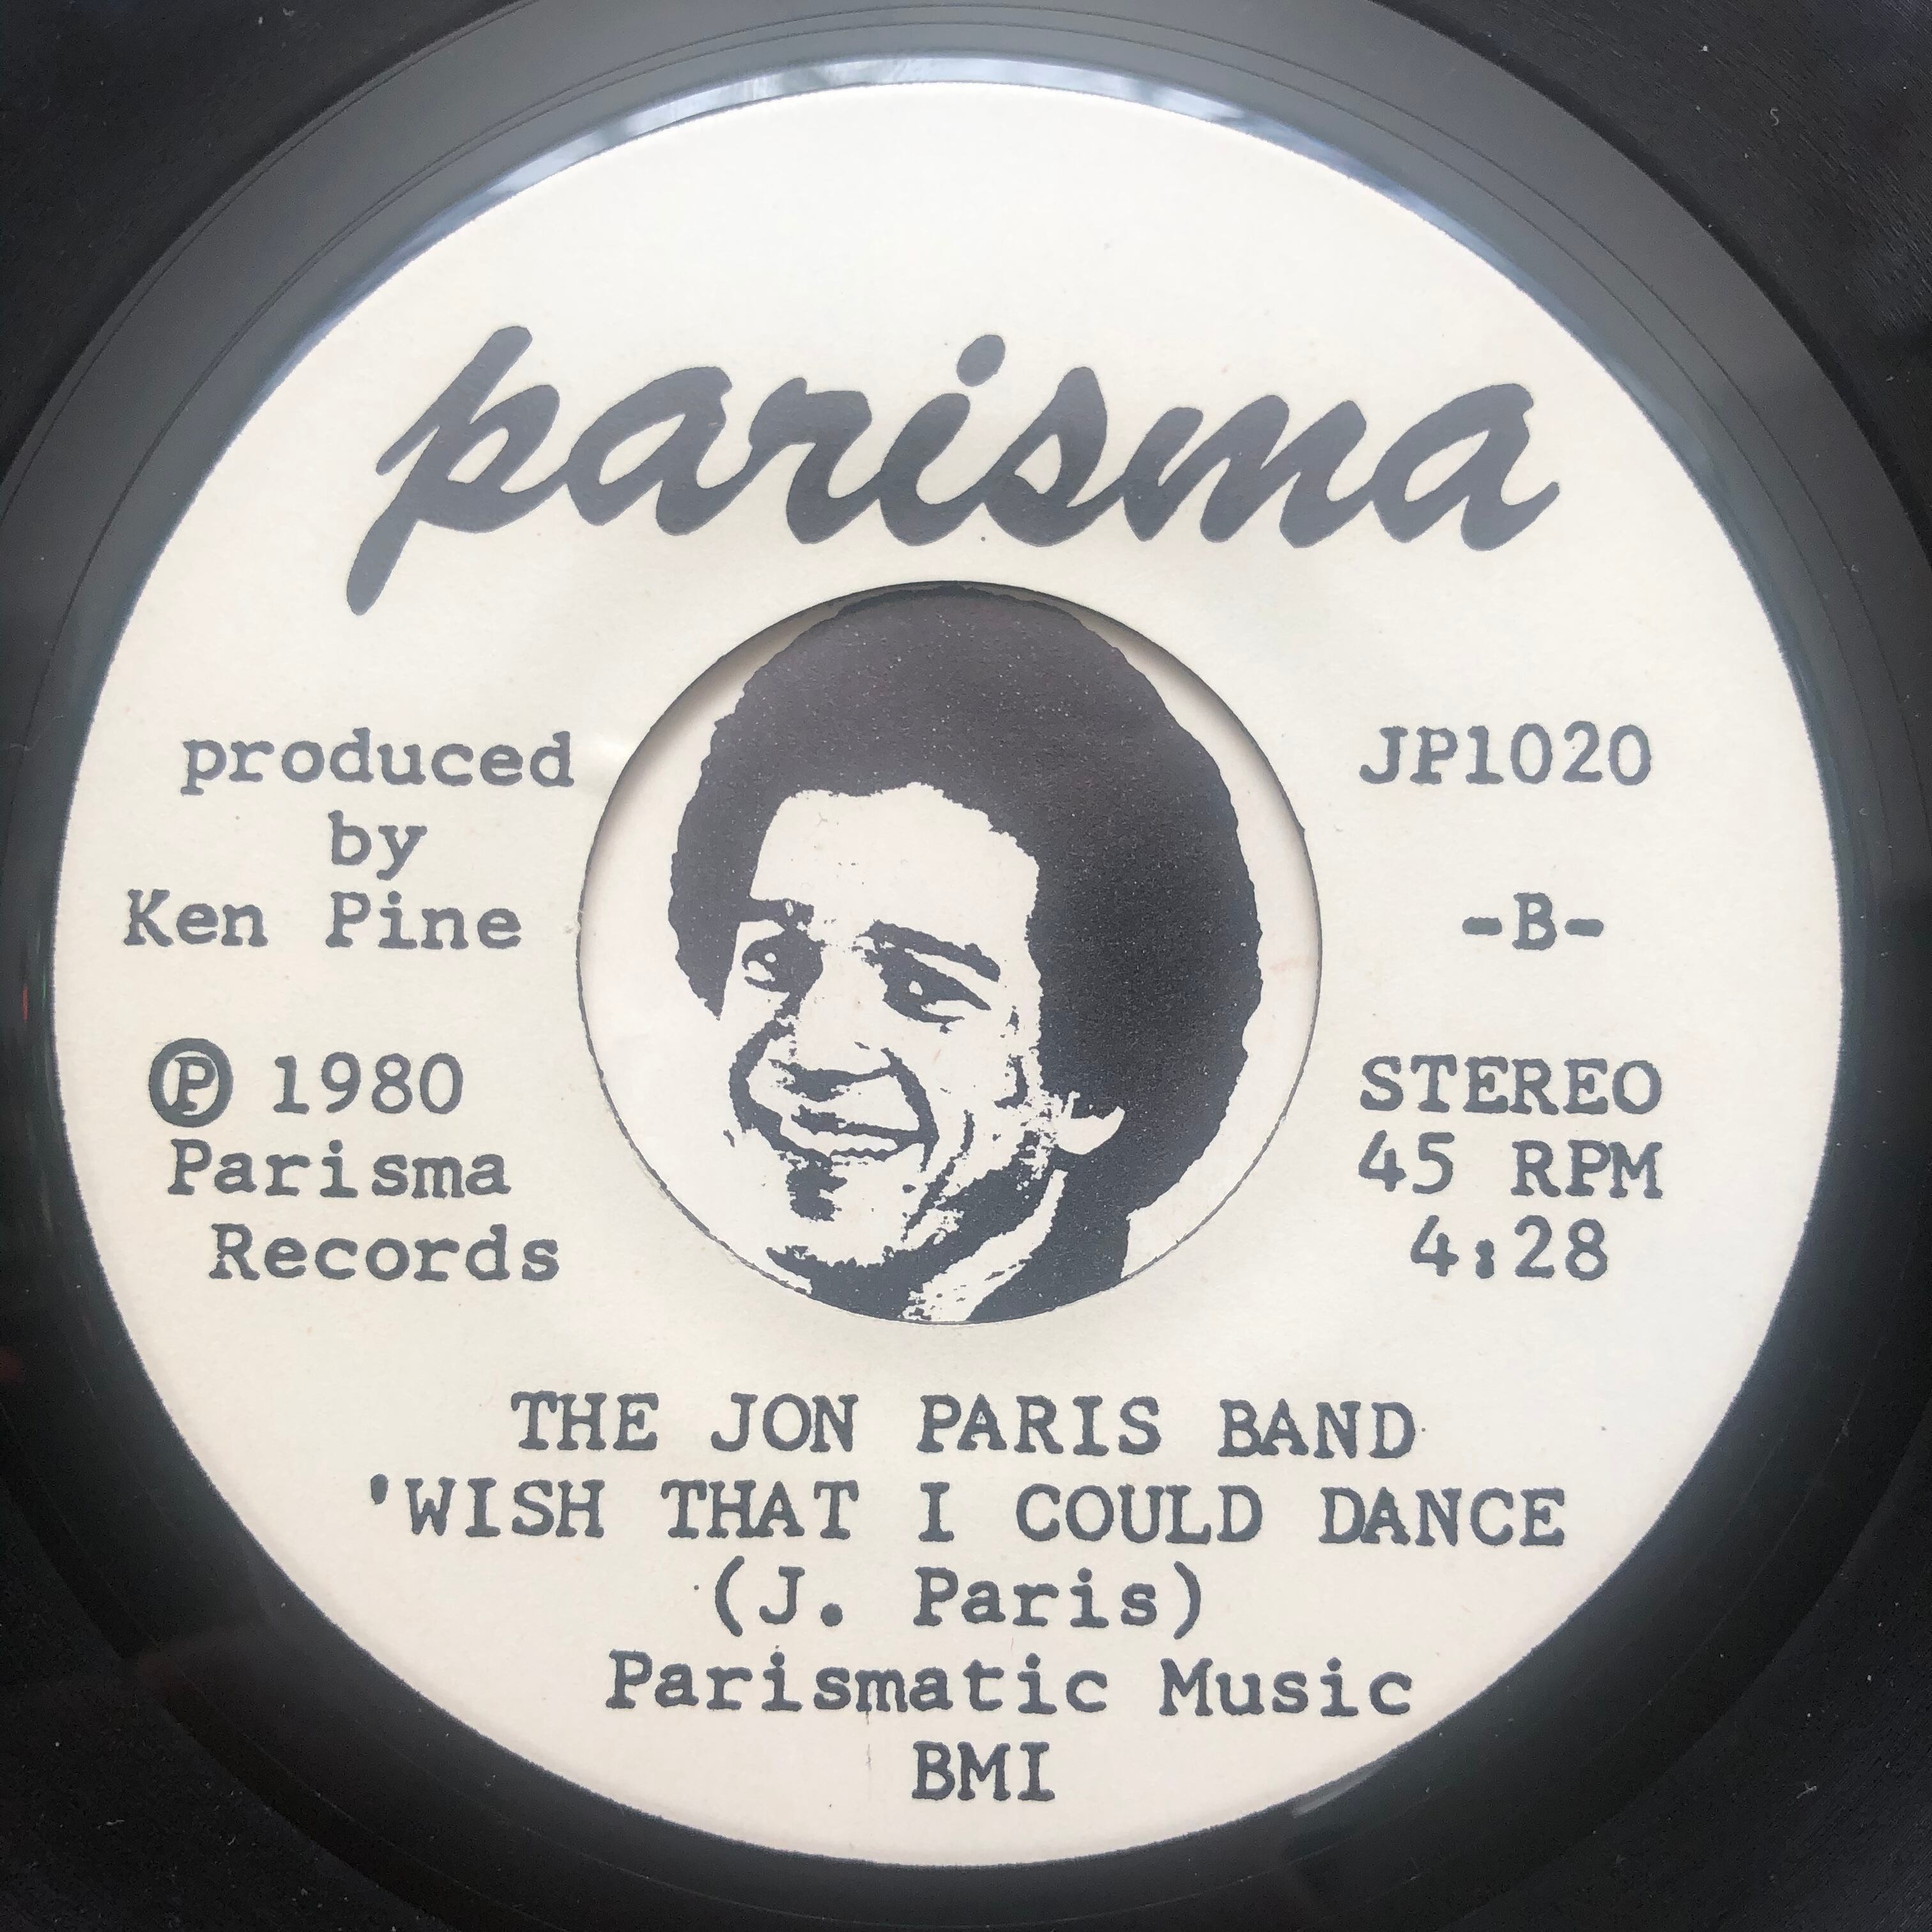 parisma
produced
by
Ken Pine
Ⓟ 1980
Parisma
Records
JP1020
-B-
STEREO
45 RPM
4:28
THE JON PARIS BAND
'WISH THAT I COULD DANCE
(J. Paris)
Parismatic Music
BMI